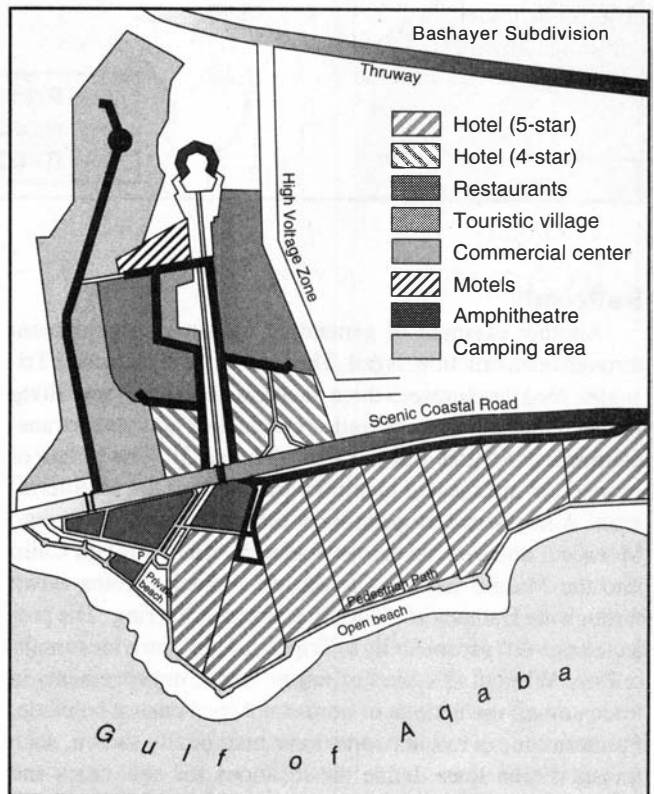 Bashayer Subdivision
Thruway
Hotel (5-star)
Hotel (4-star)
Restaurants
Touristic village
Commercial center
Motels
Amphitheatre
Camping area
High Voltage Zone
Scenic Coastal Road
P
Private beach
Pedestrian Path
Open beach
Gulf of Aqaba